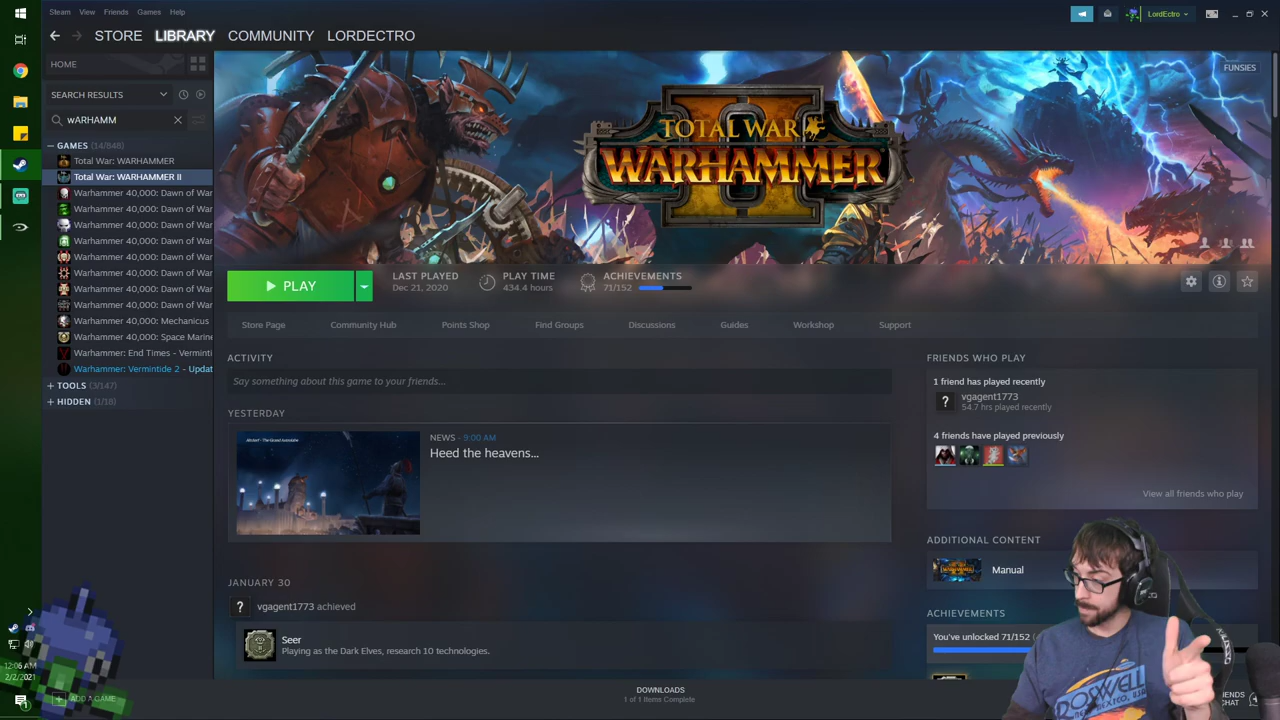 Steam View Friends Games Help
LordEctro
STORE LIBRARY COMMUNITY LORDECTRO
HOME
SEARCH RESULTS
wARHAMM
GAMES (14/848)
Total War: WARHAMMER
Total War: WARHAMMER II
Warhammer 40,000: Dawn of War
Warhammer 40,000: Dawn of War
Warhammer 40,000: Dawn of War
Warhammer 40,000: Dawn of War
Warhammer 40,000: Dawn of War
Warhammer 40,000: Dawn of War
Warhammer 40,000: Dawn of War
Warhammer 40,000: Dawn of War
Warhammer 40,000: Mechanicus
Warhammer 40,000: Space Marine
Warhammer: End Times - Vermintid
Warhammer: Vermintide 2 - Updat
TOOLS (3/147)
HIDDEN (1/18)
FUNSIES
TOTAL WAR
WARHAMMER
II
PLAY
LAST PLAYED
Dec 21, 2020
PLAY TIME
434.4 hours
ACHIEVEMENTS
71/152
Store Page Community Hub Points Shop Find Groups Discussions Guides Workshop Support
ACTIVITY
Say something about this game to your friends...
YESTERDAY
NEWS - 9:00 AM
Heed the heavens...
JANUARY 30
vgagent1773 achieved
Seer
Playing as the Dark Elves, research 10 technologies.
FRIENDS WHO PLAY
1 friend has played recently
vgagent1773
54.7 hrs played recently
4 friends have played previously
View all friends who play
ADDITIONAL CONTENT
Manual
ACHIEVEMENTS
You've unlocked 71/152
ROSWELL
NEW MEXICO, USA
12:06 AM
2/2/2021
ADD A GAME
DOWNLOADS
1 of 1 Items Complete
CHAT